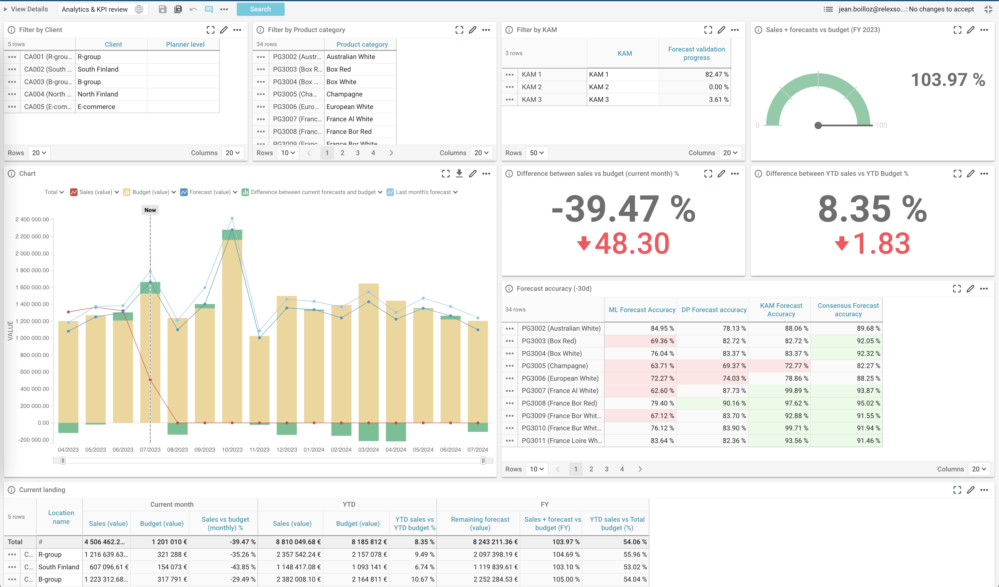 View Details
Analytics & KPI review
Search
jean.boilloz@relexso...: No changes to accept
Filter by Client
5 rows Client Planner level
CA001 (R-grou... R-group
CA002 (South ... South Finland
CA003 (B-grou... B-group
CA004 (North ... North Finland
CA005 (E-com... E-commerce
Rows 20 Columns 20
Filter by Product category
34 rows Product category
PG3002 (Austr... Australian White
PG3003 (Box R... Box Red
PG3004 (Box ... Box White
PG3005 (Cha... Champagne
PG3006 (Euro... European White
PG3007 (Franc... France Al White
PG3008 (Franc... France Bor Red
PG3009 (Franc... France Bor White
Rows 10 1 2 3 4 Columns 20
Filter by KAM
3 rows KAM Forecast validation progress
KAM 1 KAM 1 82.47 %
KAM 2 KAM 2 0.00 %
KAM 3 KAM 3 3.61 %
Rows 50 Columns 20
Sales + forecasts vs budget (FY 2023)
103.97 %
0 100
Chart
Total Sales (value) Budget (value) Forecast (value) Difference between current forecasts and budget Last month's forecast
Now
VALUE
2 400 000.00
2 200 000.00
2 000 000.00
1 800 000.00
1 600 000.00
1 400 000.00
1 200 000.00
1 000 000.00
800 000.00
600 000.00
400 000.00
200 000.00
0.00
-200 000.00
04/2023 05/2023 06/2023 07/2023 08/2023 09/2023 10/2023 11/2023 12/2023 01/2024 02/2024 03/2024 04/2024 05/2024 06/2024 07/2024
Difference between sales vs budget (current month) %
-39.47 %
48.30
Difference between YTD sales vs YTD Budget %
8.35 %
1.83
Forecast accuracy (-30d)
34 rows ML Forecast Accuracy DP Forecast accuracy KAM Forecast Accuracy Consensus Forecast accuracy
PG3002 (Australian White) 84.95 % 78.13 % 88.06 % 89.68 %
PG3003 (Box Red) 69.36 % 82.72 % 82.72 % 92.05 %
PG3004 (Box White) 76.04 % 83.37 % 83.37 % 92.32 %
PG3005 (Champagne) 63.71 % 69.37 % 72.77 % 82.27 %
PG3006 (European White) 72.27 % 74.03 % 78.86 % 88.25 %
PG3007 (France Al White) 62.60 % 87.73 % 99.89 % 93.87 %
PG3008 (France Bor Red) 79.40 % 90.16 % 97.62 % 95.02 %
PG3009 (France Bor Whit... 67.12 % 83.70 % 92.88 % 91.55 %
PG3010 (France Bur Whit... 76.12 % 83.90 % 99.71 % 91.94 %
PG3011 (France Loire Wh... 83.64 % 82.36 % 93.56 % 91.46 %
Rows 10 1 2 3 4 Columns 20
Current landing
Current month YTD FY
5 rows Location name Sales (value) Budget (value) Sales vs budget (monthly) % Sales (value) Budget (value) YTD sales vs YTD budget % Remaining forecast (value) Sales + forecast vs budget (FY) YTD sales vs Total budget (%)
Total # 4 506 462.2... 1 201 010 € -39.47 % 8 810 049.68 € 8 185 812 € 8.35 % 8 243 211.36 € 103.97 % 54.06 %
C... R-group 1 216 639.63... 321 288 € -35.26 % 2 357 542.24 € 2 157 078 € 9.49 % 2 097 398.19 € 104.69 % 55.96 %
C... South Finland 607 096.61 € 154 073 € -43.85 % 1 148 417.08 € 1 093 141 € 6.74 % 1 119 839.61 € 103.10 % 53.02 %
C... B-group 1 223 312.68... 317 791 € -29.49 % 2 382 008.10 € 2 164 811 € 10.67 % 2 252 284.53 € 105.00 % 54.04 %